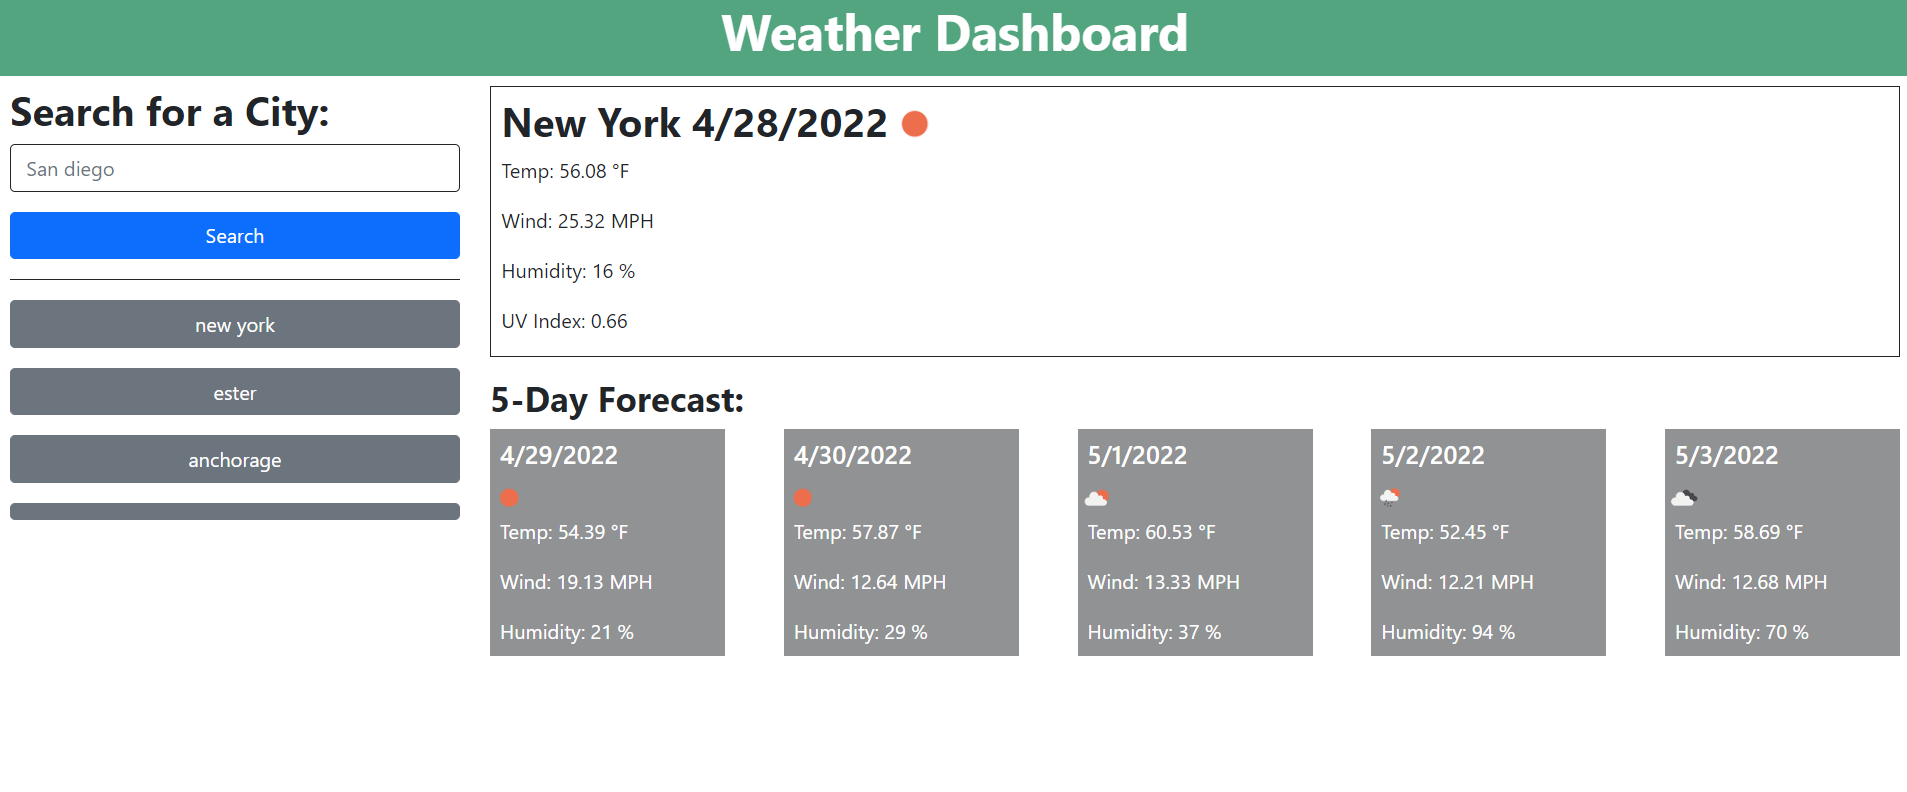 Weather Dashboard
Search for a City:
San diego
Search
new york
ester
anchorage
New York 4/28/2022
Temp: 56.08 °F
Wind: 25.32 MPH
Humidity: 16 %
UV Index: 0.66
5-Day Forecast:
4/29/2022
Temp: 54.39 °F
Wind: 19.13 MPH
Humidity: 21 %
4/30/2022
Temp: 57.87 °F
Wind: 12.64 MPH
Humidity: 29 %
5/1/2022
Temp: 60.53 °F
Wind: 13.33 MPH
Humidity: 37 %
5/2/2022
Temp: 52.45 °F
Wind: 12.21 MPH
Humidity: 94 %
5/3/2022
Temp: 58.69 °F
Wind: 12.68 MPH
Humidity: 70 %